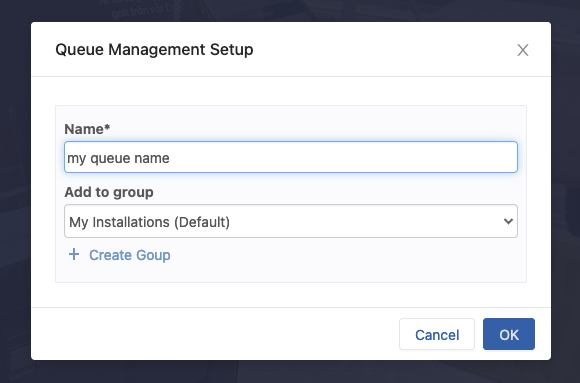 Queue Management Setup
Name*
my queue name
Add to group
My Installations (Default)
+ Create Goup
Cancel
OK